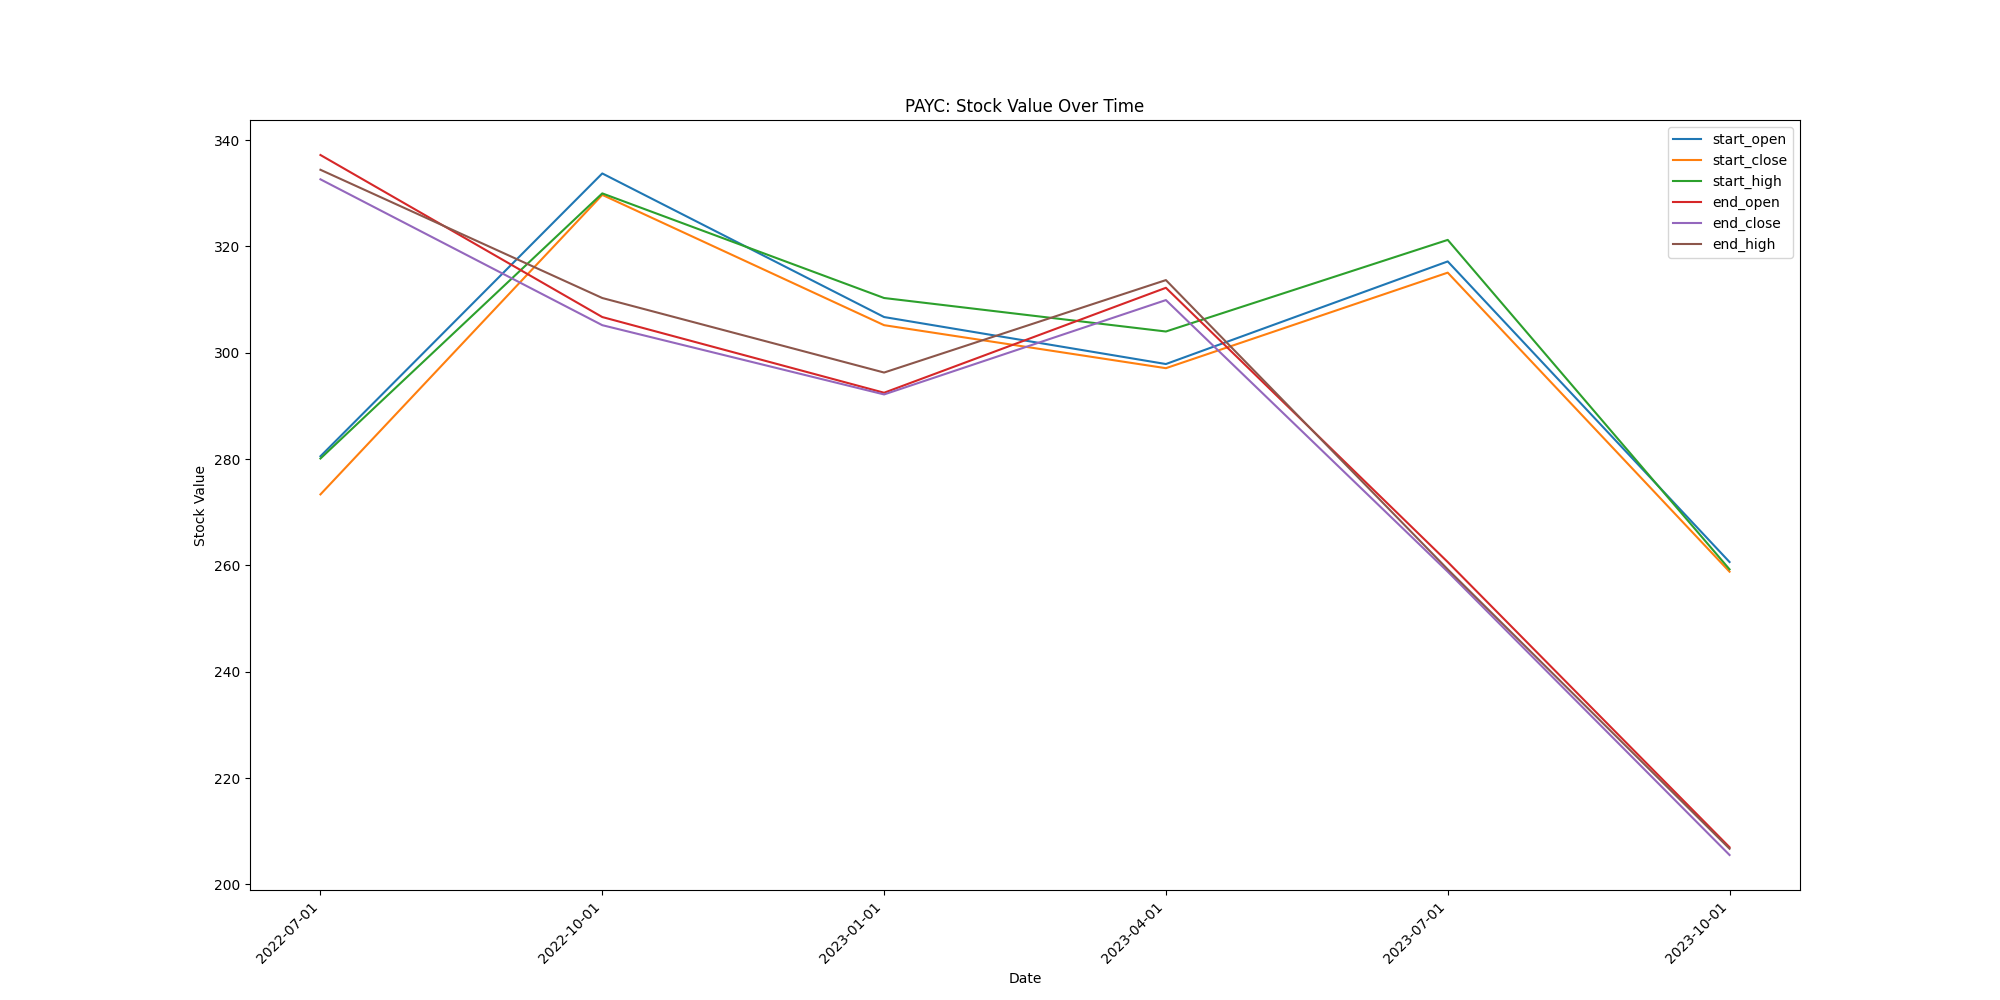 PAYC: Stock Value Over Time
start_open
start_close
start_high
end_open
end_close
end_high
340
320
300
280
260
240
220
200
Stock Value
2022-07-01
2022-10-01
2023-01-01
2023-04-01
2023-07-01
2023-10-01
Date